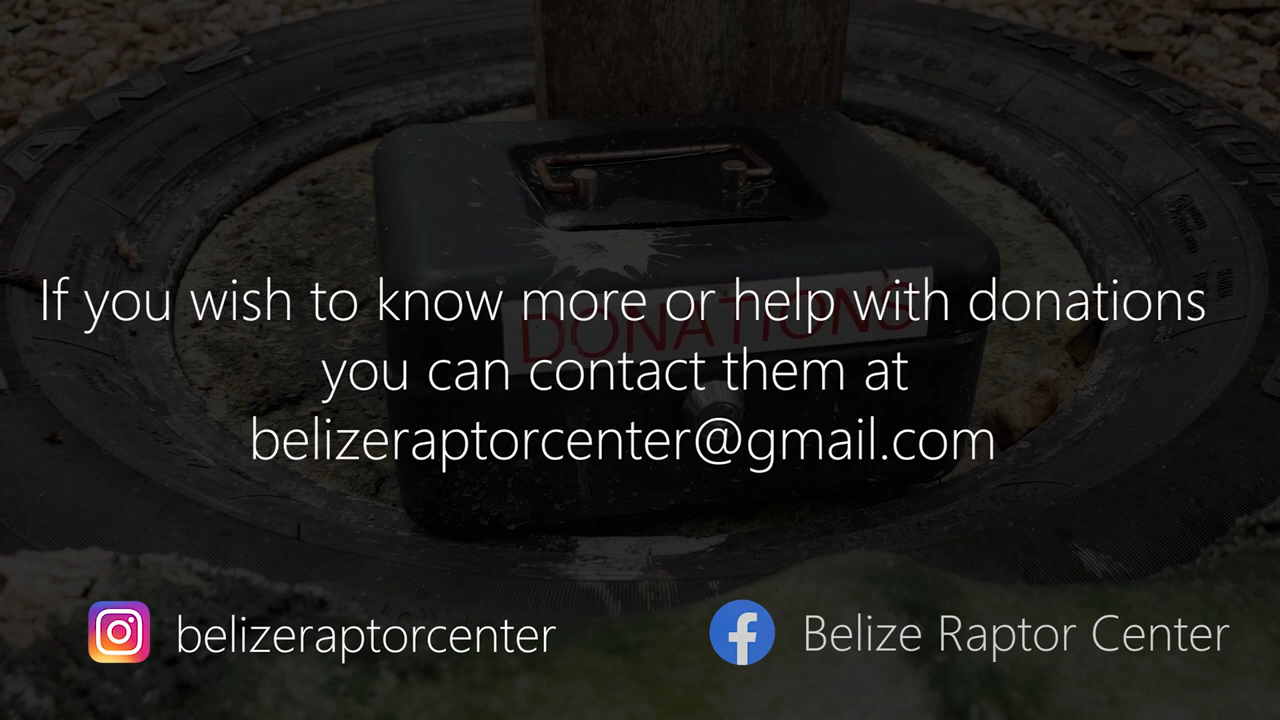 If you wish to know more or help with donations
you can contact them at
belizeraptorcenter@gmail.com
DONATIONS
belizeraptorcenter
Belize Raptor Center